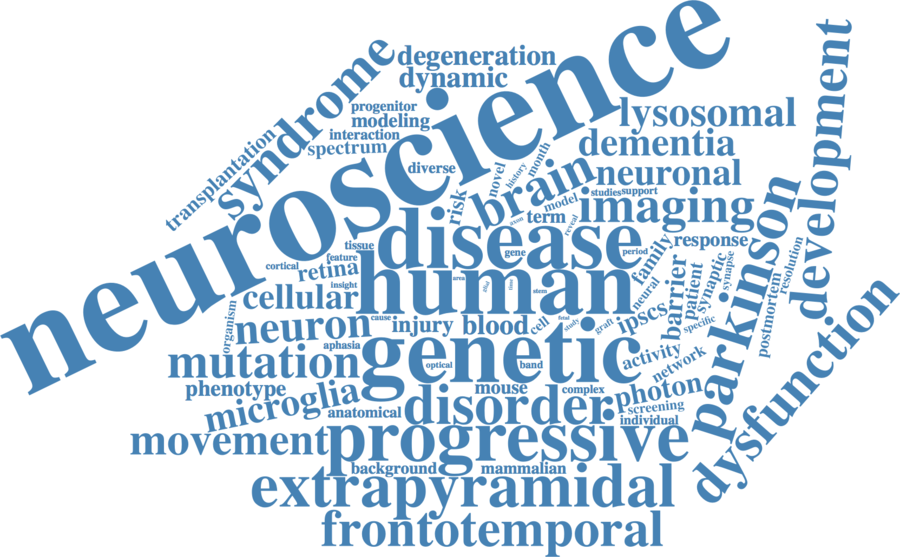 neuroscience
degeneration
dynamic
syndrome
progenitor
modeling
interaction
spectrum
transplantation
diverse
lysosomal
dementia
neuronal
development
brain
novel
history
month
risk
model
studies
support
imaging
term
axon
reveal
disease
tissue
gene
period
family
response
parkinson
resolution
postmortem
cortical
feature
retina
insight
cellular
human
area
time
stem
neural
barrier
patient
synaptic
synapse
specific
organism
neuron
cause
injury
blood
cell
fetal
study
graft
ipscs
aphasia
mutation
genetic
optical
band
activity
network
phenotype
microglia
anatomical
mouse
complex
disorder
photon
screening
individual
dysfunction
movement
progressive
background
mammalian
extrapyramidal
frontotemporal